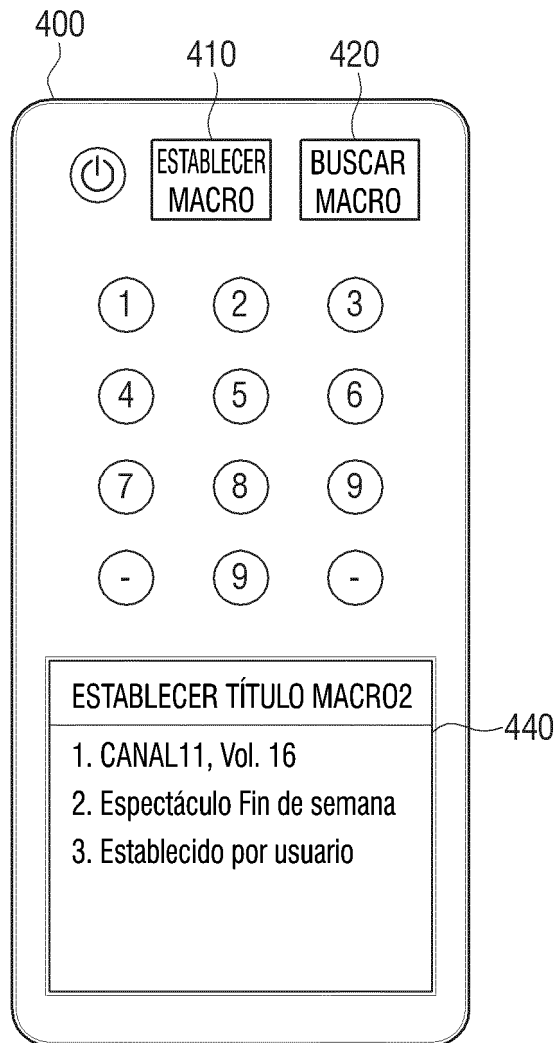 400
410
420
ESTABLECER
MACRO
BUSCAR
MACRO
1 2 3
4 5 6
7 8 9
- 9 -
ESTABLECER TÍTULO MACRO2
440
1. CANAL11, Vol. 16
2. Espectáculo Fin de semana
3. Establecido por usuario